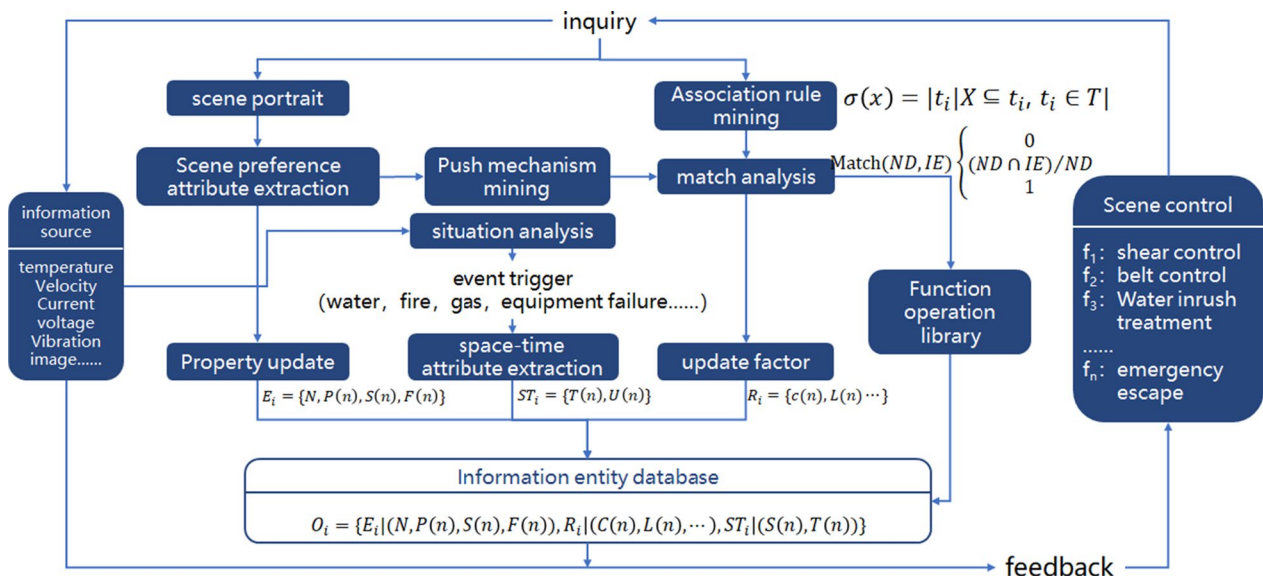 inquiry
scene portrait
Association rule
mining
σ(x) = |t_i|X ⊆ t_i, t_i ∈ T|
Scene preference
attribute extraction
Push mechanism
mining
match analysis
Match(ND, IE) { 0
(ND ∩ IE)/ND
1
information
source
temperature
Velocity
Current
voltage
Vibration
image......
situation analysis
event trigger
(water, fire, gas, equipment failure......)
Property update
space-time
attribute extraction
update factor
Function
operation
library
E_i = {N, P(n), S(n), F(n)}
ST_i = {T(n), U(n)}
R_i = {c(n), L(n) ⋯}
Information entity database
O_i = {E_i|(N, P(n), S(n), F(n)), R_i|(C(n), L(n), ⋯), ST_i|(S(n), T(n))}
Scene control
f₁: shear control
f₂: belt control
f₃: Water inrush
treatment
......
fₙ: emergency
escape
feedback